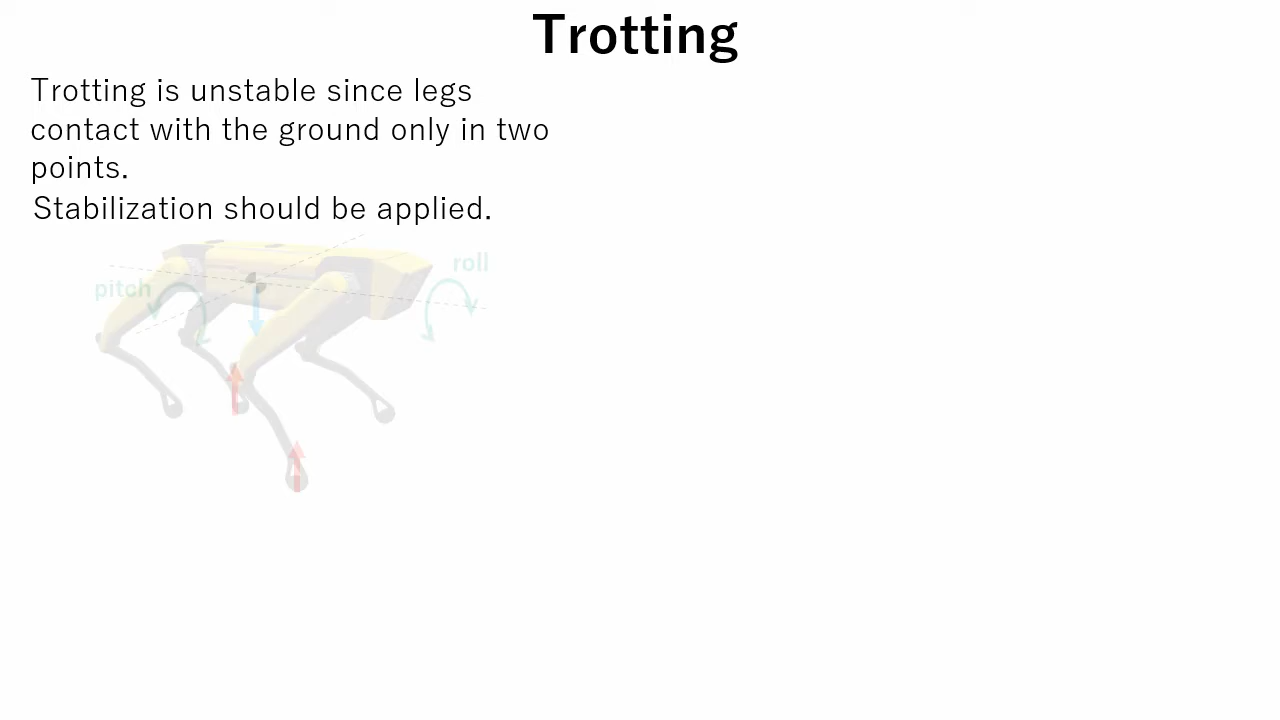 Trotting
Trotting is unstable since legs
contact with the ground only in two
points.
Stabilization should be applied.
roll
pitch